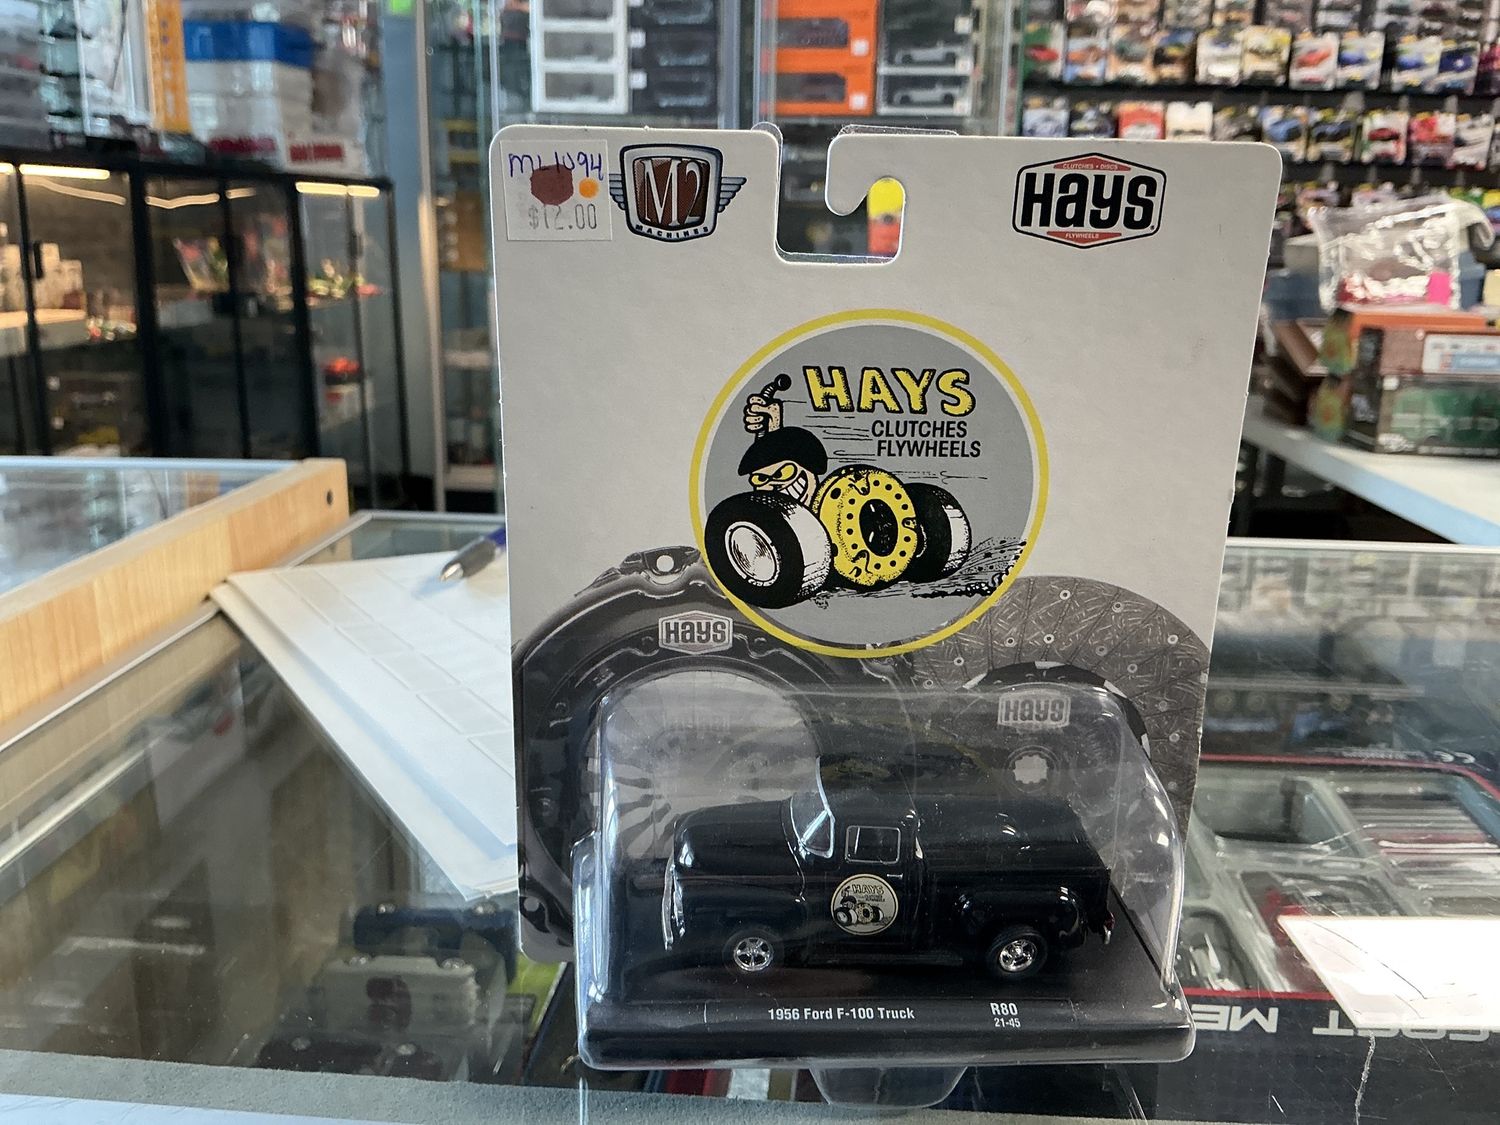 ML1094
$12.00
M2
MACHINES
CLUTCHES • DISCS
Hays
FLYWHEELS
HAYS
CLUTCHES
FLYWHEELS
Hays
Hays
HAYS
1956 Ford F-100 Truck
R80
21-45